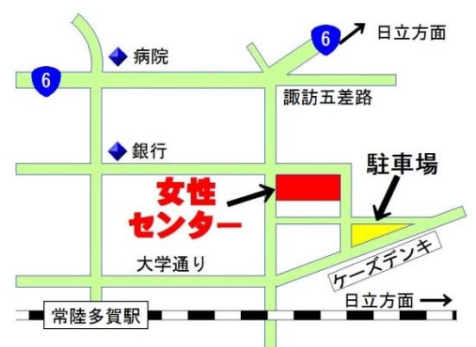 6
日立方面
病院
6
諏訪五差路
銀行
駐車場
女性
センター
大学通り
ケーズデンキ
日立方面
常陸多賀駅